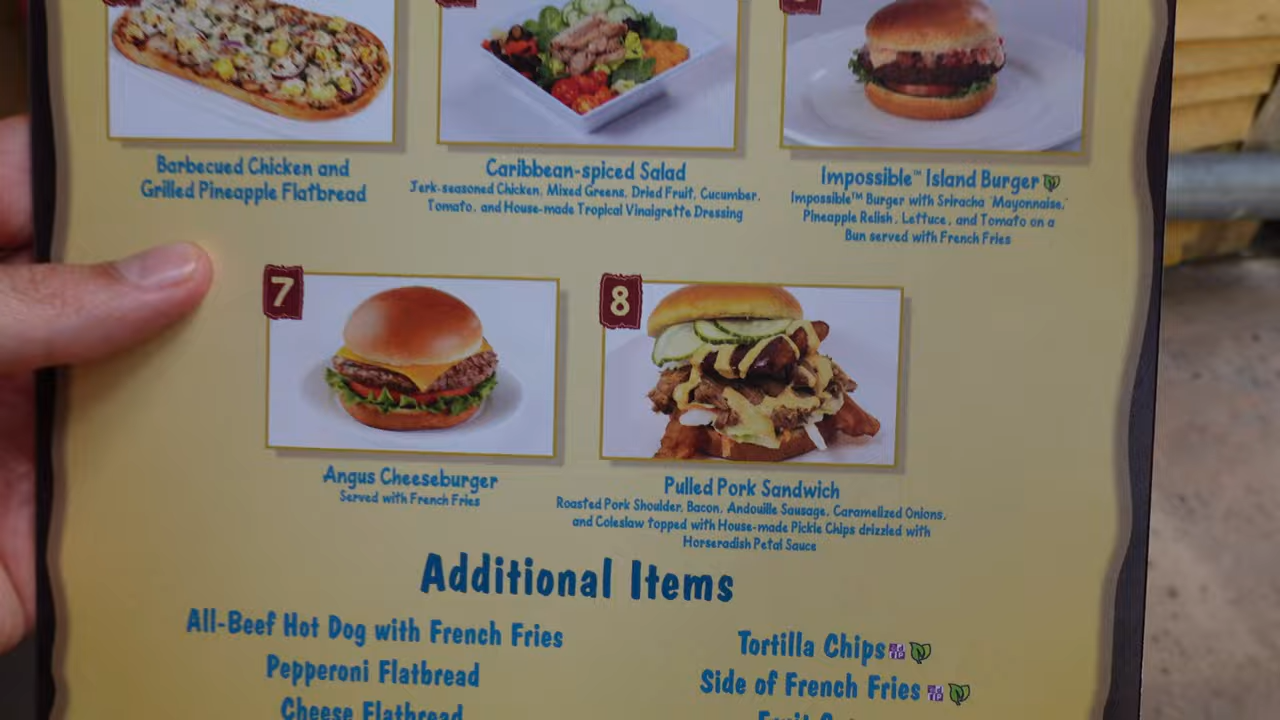 Barbecued Chicken and
Grilled Pineapple Flatbread
Caribbean-spiced Salad
Jerk-seasoned Chicken, Mixed Greens, Dried Fruit, Cucumber,
Tomato, and House-made Tropical Vinaigrette Dressing
Impossible™ Island Burger
Impossible™ Burger with Sriracha "Mayonnaise,"
Pineapple Relish, Lettuce, and Tomato on a
Bun served with French Fries
7
8
Angus Cheeseburger
Served with French Fries
Pulled Pork Sandwich
Roasted Pork Shoulder, Bacon, Andouille Sausage, Caramelized Onions,
and Coleslaw topped with House-made Pickle Chips drizzled with
Horseradish Petal Sauce
Additional Items
All-Beef Hot Dog with French Fries
Pepperoni Flatbread
Cheese Flatbread
Tortilla Chips
Side of French Fries
Fruit